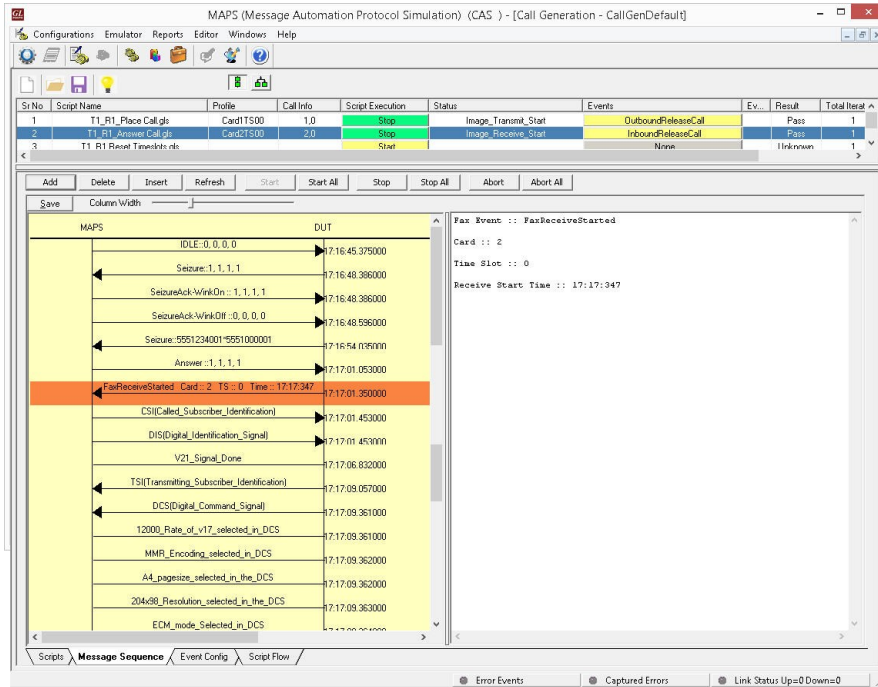 GL
MAPS (Message Automation Protocol Simulation) (CAS ) - [Call Generation - CallGenDefault]
Configurations Emulator Reports Editor Windows Help
Sr No Script Name Profile Call Info Script Execution Status Events Ev... Result Total Iterat
1 T1_R1_Place Call.gls Card1TS00 1,0 Stop Image_Transmit_Start OutboundReleaseCall Pass 1
2 T1_R1_Answer Call.gls Card2TS00 2,0 Stop Image_Receive_Start InboundReleaseCall Pass 1
3 T1_R1 Reset Timeslots.gls Start None Unknown 1
Add Delete Insert Refresh Start Start All Stop Stop All Abort Abort All
Save Column Width
MAPS DUT
IDLE::0, 0, 0, 0
17:16:45.375000
Seizure::1, 1, 1, 1
17:16:48.386000
SeizureAck-WinkOn :: 1, 1, 1, 1
17:16:48.386000
SeizureAck-WinkOff ::0, 0, 0, 0
17:16:48.596000
Seizure::5551234001*5551000001
17:16:54.035000
Answer ::1, 1, 1, 1
17:17:01.053000
FaxReceiveStarted Card :: 2 TS :: 0 Time :: 17:17:347
17:17:01.350000
CSI(Called_Subscriber_Identification)
17:17:01.453000
DIS(Digital_Identification_Signal)
17:17:01.453000
V21_Signal_Done
17:17:06.832000
TSI(Transmitting_Subscriber_Identification)
17:17:09.057000
DCS(Digital_Command_Signal)
17:17:09.361000
12000_Rate_of_v17_selected_in_DCS
17:17:09.361000
MMR_Encoding_selected_in_DCS
17:17:09.362000
A4_pagesize_selected_in_the_DCS
17:17:09.362000
204x98_Resolution_selected_in_the_DCS
17:17:09.363000
ECM_mode_Selected_in_DCS
Fax Event :: FaxReceiveStarted
Card :: 2
Time Slot :: 0
Receive Start Time :: 17:17:347
Scripts Message Sequence Event Config Script Flow
Error Events Captured Errors Link Status Up=0 Down=0